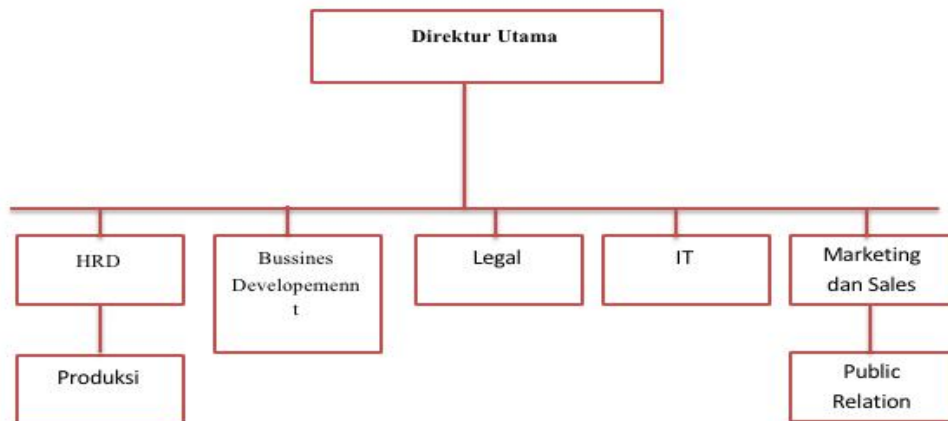 Direktur Utama
HRD
Bussines
Developemenn
t
Legal
IT
Marketing
dan Sales
Produksi
Public
Relation